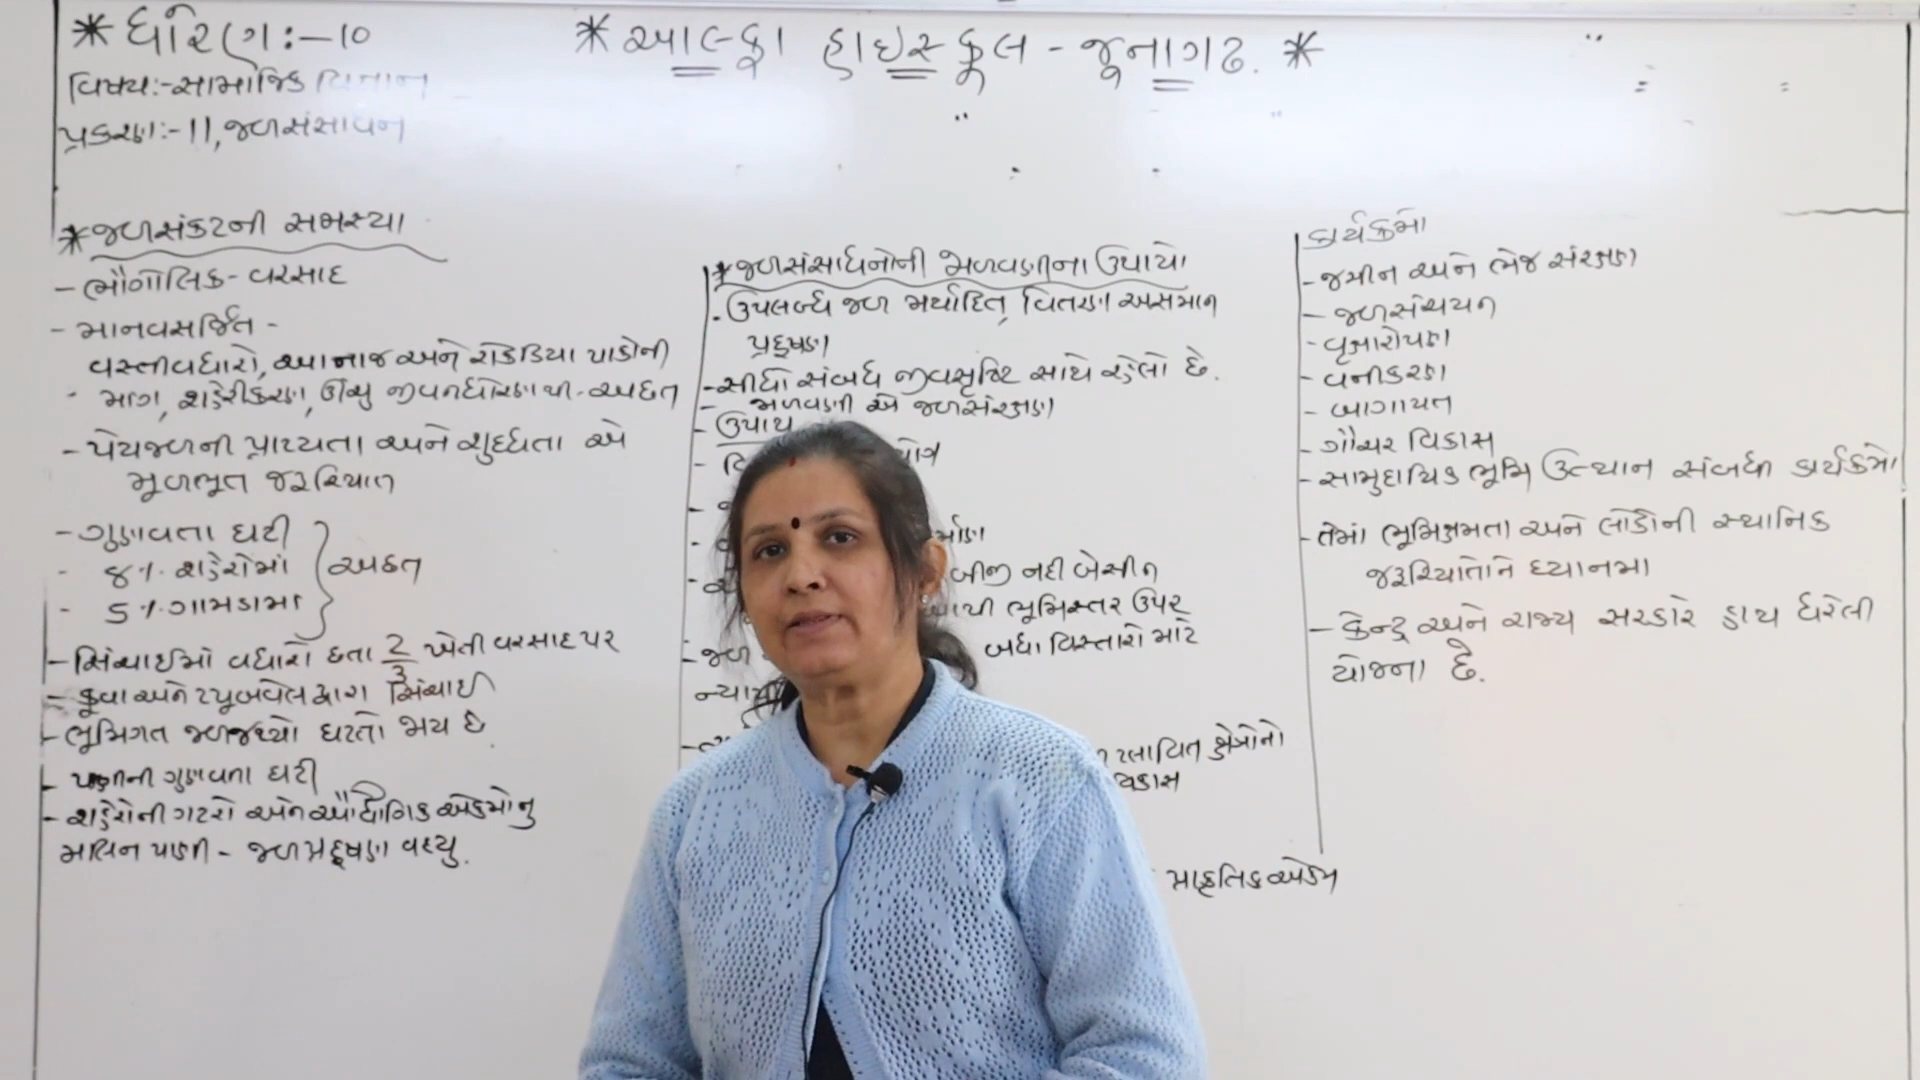 * ધોરણ:-10
* આલ્ફા હાઇસ્કૂલ - જૂનાગઢ. *
વિષય:-સામાજિક વિજ્ઞાન
પ્રકરણ:-11, જળસંસાધન
* જળસંકટની સમસ્યા
- ભૌગોલિક - વરસાદ
- માનવસર્જિત -
વસ્તીવધારો, અનાજ અને રોકડિયા પાકોની
માગ, શહેરીકરણ, ઊંચુ જીવનધોરણથી - અછત
- પેયજળની પ્રાપ્યતા અને શુદ્ધતા એ
મૂળભૂત જરૂરિયાત
- ગુણવતા ઘટી
- 8%. શહેરોમાં } અછત
- 5 % ગામડામાં
- સિંચાઈમાં વધારો છતા 2/3 ખેતી વરસાદ પર
- કૂવા અને ટ્યૂબવેલ દ્વારા સિંચાઈ
- ભૂમિગત જળજથ્થો ઘટતો જાય છે.
- પાણીની ગુણવતા ઘટી
- શહેરોની ગટરો અને ઔદ્યોગિક એકમોનુ
મલિન પાણી - જળપ્રદૂષણ વધ્યુ.
* જળસંસાધનોની જાળવણીના ઉપાયો
. ઉપલબ્ધ જળ મર્યાદિત, વિતરણ અસમાન
પ્રદૂષણ
- સીધો સંબંધ જીવસૃષ્ટિ સાથે રહેલો છે.
- જાળવણી એ જળસંરક્ષણ
- ઉપાય
બીજી નદી બેસીન
ભૂમિસ્તર ઉપર
- જળ બધા વિસ્તારો માટે
પ્લાવિત ક્ષેત્રોનો
વિકાસ
પ્રાકૃતિક એકમ
કાર્યક્રમો
- જમીન અને ભેજ સંરક્ષણ
- જળસંચયન
- વૃક્ષારોપણ
- વનીકરણ
- બાગાયત
- ગૌચર વિકાસ
- સામુદાયિક ભૂમિ ઉત્થાન સંબંધી કાર્યક્રમો
- તેમાં ભૂમિક્ષમતા અને લોકોની સ્થાનિક
જરૂરિયાતોને ધ્યાનમા
- કેન્દ્ર અને રાજ્ય સરકારે હાથ ધરેલી
યોજના છે.